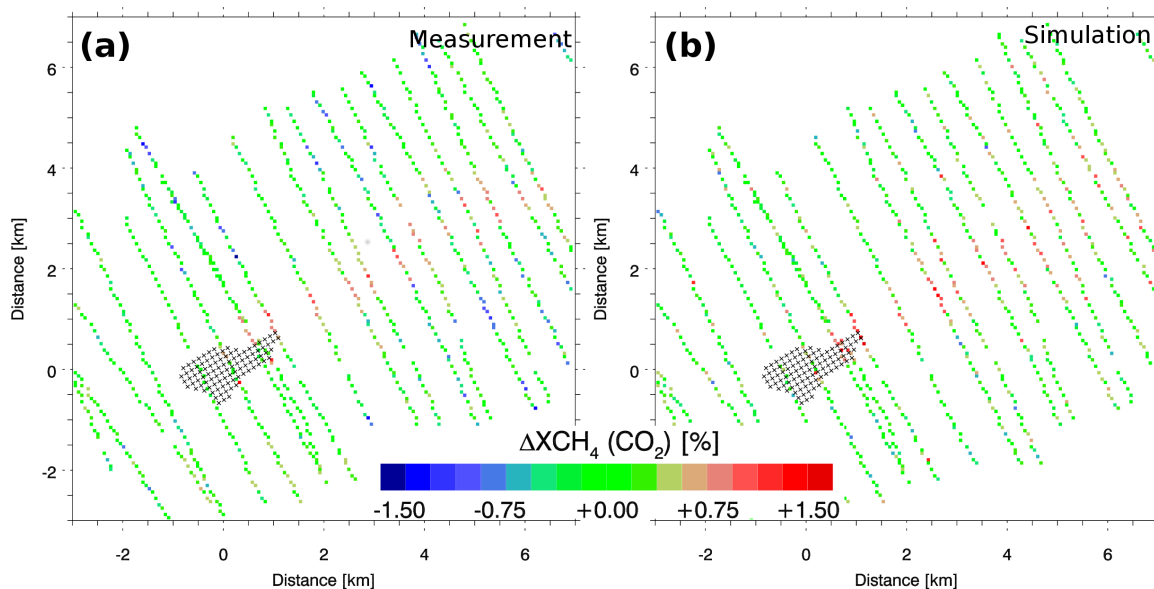 (a)
Measurement
(b)
Simulation
6
4
2
0
-2
Distance [km]
6
4
2
0
Distance [km]
ΔXCH₄ (CO₂) [%]
-1.50 -0.75 +0.00 +0.75 +1.50
-2 0 2 4 6
Distance [km]
-2 0 2 4 6
Distance [km]